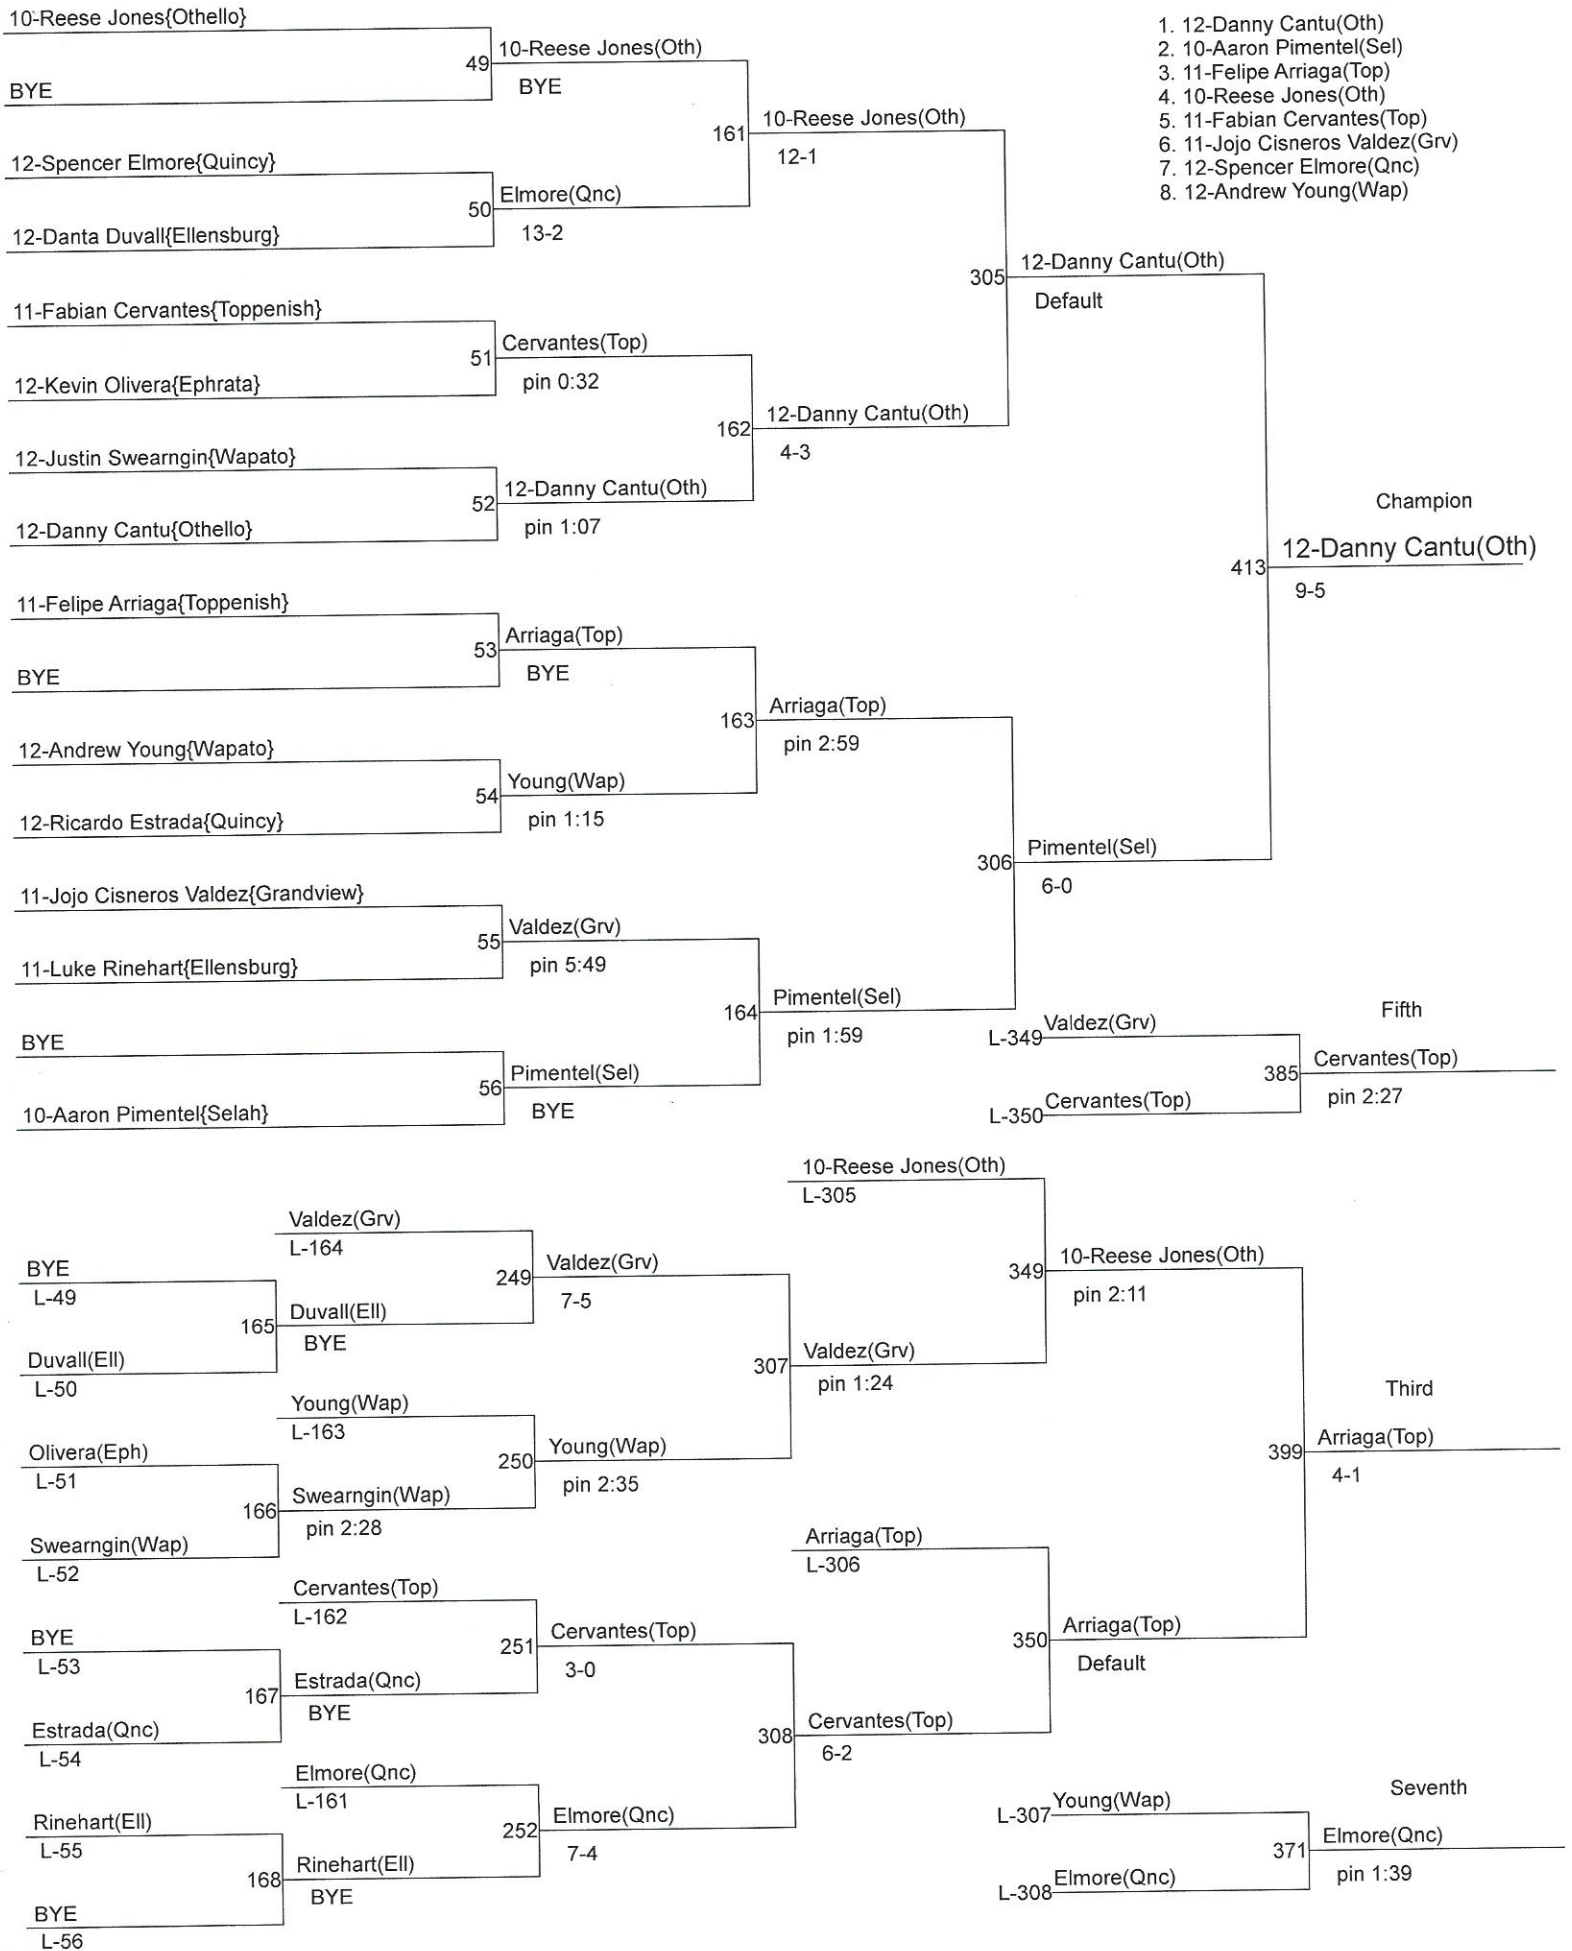 10-Reese Jones{Othello}
49
10-Reese Jones(Oth)
BYE
BYE
161
10-Reese Jones(Oth)
12-1
12-Spencer Elmore{Quincy}
50
Elmore(Qnc)
13-2
12-Danta Duvall{Ellensburg}
305
12-Danny Cantu(Oth)
Default
11-Fabian Cervantes{Toppenish}
51
Cervantes(Top)
pin 0:32
12-Kevin Olivera{Ephrata}
162
12-Danny Cantu(Oth)
4-3
12-Justin Swearngin{Wapato}
52
12-Danny Cantu(Oth)
pin 1:07
12-Danny Cantu{Othello}
1. 12-Danny Cantu(Oth)
2. 10-Aaron Pimentel(Sel)
3. 11-Felipe Arriaga(Top)
4. 10-Reese Jones(Oth)
5. 11-Fabian Cervantes(Top)
6. 11-Jojo Cisneros Valdez(Grv)
7. 12-Spencer Elmore(Qnc)
8. 12-Andrew Young(Wap)
Champion
413
12-Danny Cantu(Oth)
9-5
11-Felipe Arriaga{Toppenish}
53
Arriaga(Top)
BYE
BYE
163
Arriaga(Top)
pin 2:59
12-Andrew Young{Wapato}
54
Young(Wap)
pin 1:15
12-Ricardo Estrada{Quincy}
306
Pimentel(Sel)
6-0
11-Jojo Cisneros Valdez{Grandview}
55
Valdez(Grv)
pin 5:49
11-Luke Rinehart{Ellensburg}
164
Pimentel(Sel)
pin 1:59
BYE
56
Pimentel(Sel)
BYE
10-Aaron Pimentel{Selah}
Fifth
L-349
Valdez(Grv)
385
Cervantes(Top)
pin 2:27
L-350
Cervantes(Top)
10-Reese Jones(Oth)
L-305
Valdez(Grv)
L-164
BYE
L-49
249
Valdez(Grv)
7-5
349
10-Reese Jones(Oth)
pin 2:11
165
Duvall(Ell)
BYE
Duvall(Ell)
L-50
307
Valdez(Grv)
pin 1:24
Young(Wap)
L-163
Olivera(Eph)
L-51
250
Young(Wap)
pin 2:35
166
Swearngin(Wap)
pin 2:28
Swearngin(Wap)
L-52
Third
399
Arriaga(Top)
4-1
Arriaga(Top)
L-306
Cervantes(Top)
L-162
BYE
L-53
251
Cervantes(Top)
3-0
350
Arriaga(Top)
Default
167
Estrada(Qnc)
BYE
Estrada(Qnc)
L-54
308
Cervantes(Top)
6-2
Elmore(Qnc)
L-161
Rinehart(Ell)
L-55
252
Elmore(Qnc)
7-4
168
Rinehart(Ell)
BYE
BYE
L-56
Seventh
L-307
Young(Wap)
371
Elmore(Qnc)
pin 1:39
L-308
Elmore(Qnc)